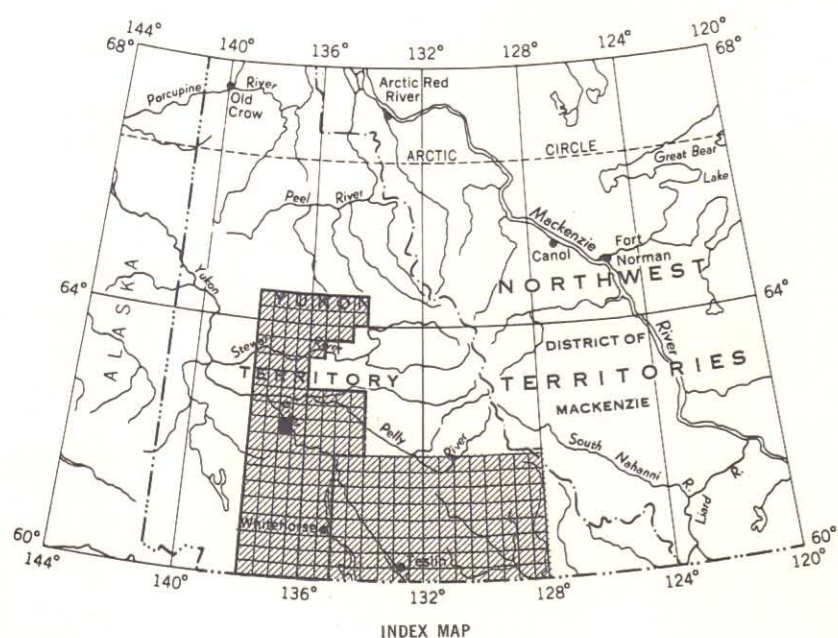 144°
68°
140°
136°
132°
128°
124°
120°
68°
Porcupine River
Old
Crow
Arctic Red
River
ARCTIC CIRCLE
Great Bear
Lake
Peel River
Mackenzie
Canol
Fort
Norman
NORTHWEST
64°
64°
Yukon
ALASKA
YUKON
Stewart River
TERRITORY
DISTRICT OF
TERRITORIES
MACKENZIE
River
Pelly
River
South Nahanni
R.
Liard R.
Whitehorse
Teslin
60°
144°
140°
136°
132°
128°
124°
60°
120°
INDEX MAP